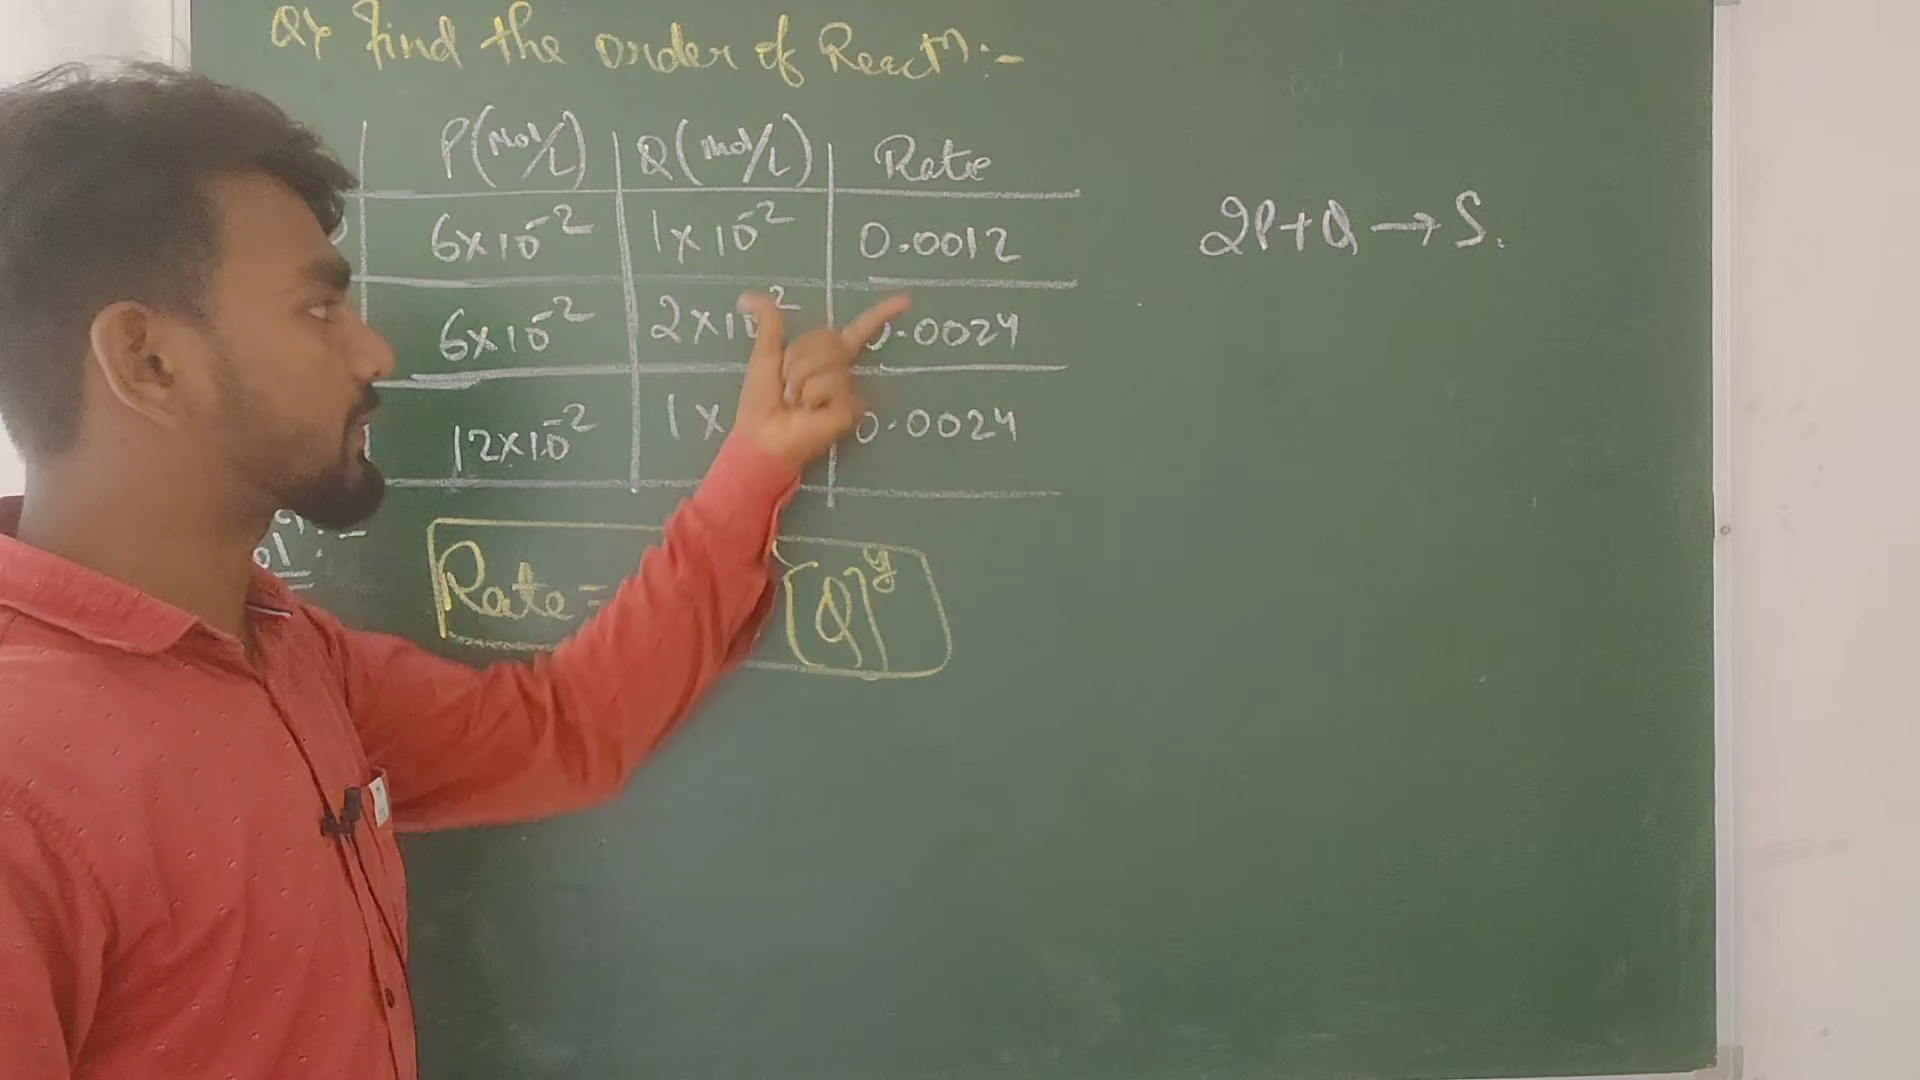 Q> Find the Order of Reactn:-
P(Mol/L) Q(mol/L) Rate
6×10⁻² 1×10⁻² 0.0012
2P+Q → S.
6×10⁻² 2×10⁻² 0.0024
12×10⁻² 1× 0.0024
Rate = [Q]ʸ